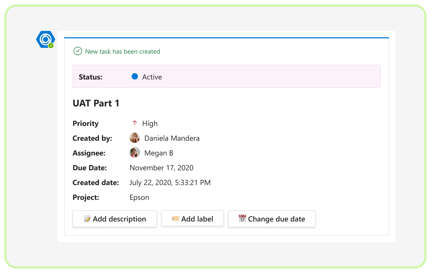 New task has been created
Status: Active
UAT Part 1
Priority High
Created by: Daniela Mandera
Assignee: Megan B
Due Date: November 17, 2020
Created date: July 22, 2020, 5:33:21 PM
Project: Epson
Add description Add label Change due date